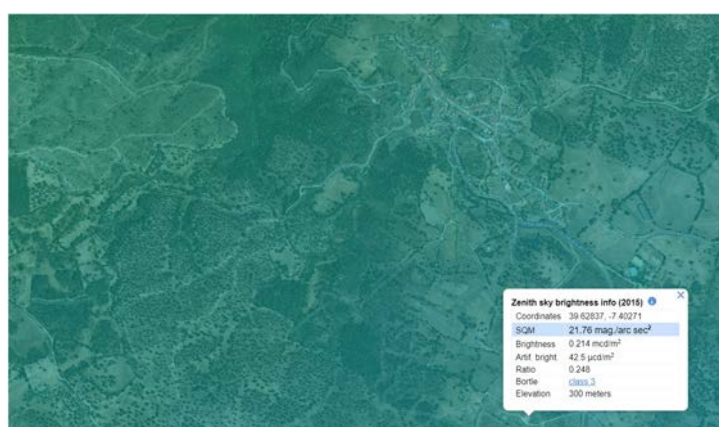 Zenith sky brightness info (2015)
Coordinates 39.62837, -7.40271
SQM 21.76 mag./arc sec²
Brightness 0.214 mcd/m²
Artif. bright 42.5 μcd/m²
Ratio 0.248
Bortle class 3
Elevation 300 meters